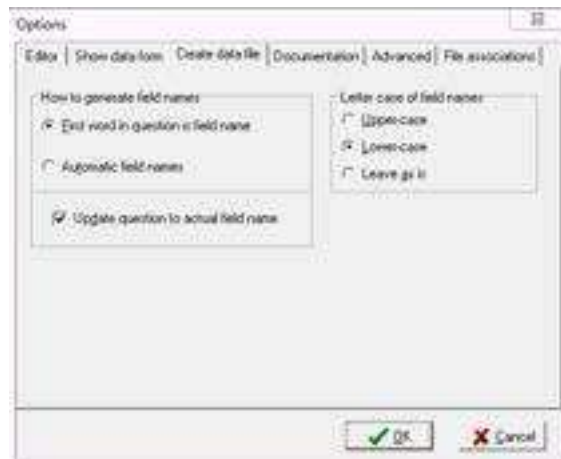 Options
Editor Show data form Create data file Documentation Advanced File associations
How to generate field names
First word in question is field name
Automatic field names
Update question to actual field name
Letter case of field names
Upper-case
Lower-case
Leave as is
OK Cancel